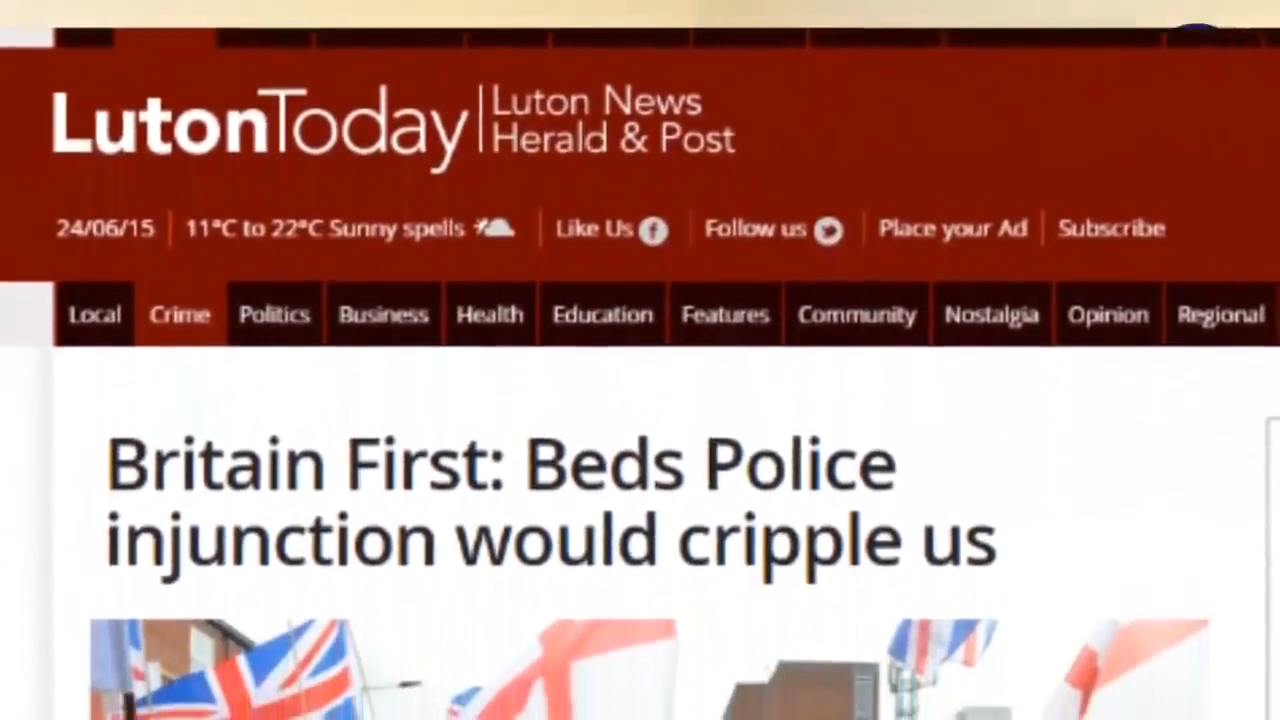 LutonToday
Luton News
Herald & Post
24/06/15 11°C to 22°C Sunny spells Like Us Follow us Place your Ad Subscribe
Local Crime Politics Business Health Education Features Community Nostalgia Opinion Regional
Britain First: Beds Police
injunction would cripple us